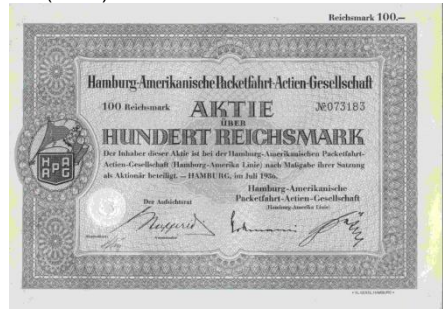 Reichsmark 100.—
Hamburg-Amerikanische Packetfahrt-Actien-Gesellschaft
100 Reichsmark AKTIE №073183
ÜBER
HUNDERT REICHSMARK
Der Inhaber dieser Aktie ist bei der Hamburg-Amerikanischen Packetfahrt-
Actien-Gesellschaft (Hamburg-Amerika Linie) nach Maßgabe ihrer Satzung
als Aktionär beteiligt. — HAMBURG, im Juli 1936.
HAPAG
Hamburg-Amerikanische
Der Aufsichtsrat Packetfahrt-Actien-Gesellschaft
(Hamburg-Amerika Linie)